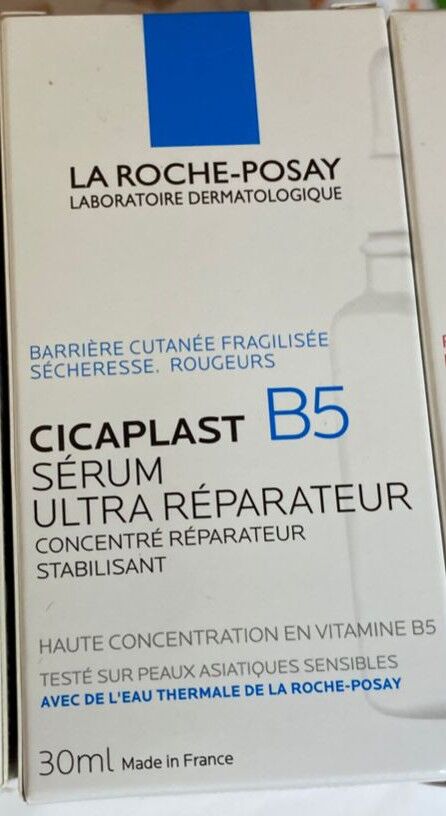 LA ROCHE-POSAY
LABORATOIRE DERMATOLOGIQUE
BARRIÈRE CUTANÉE FRAGILISÉE
SÉCHERESSE. ROUGEURS
CICAPLAST B5
SÉRUM
ULTRA RÉPARATEUR
CONCENTRÉ RÉPARATEUR
STABILISANT
HAUTE CONCENTRATION EN VITAMINE B5
TESTÉ SUR PEAUX ASIATIQUES SENSIBLES
AVEC DE L'EAU THERMALE DE LA ROCHE-POSAY
30ml Made in France